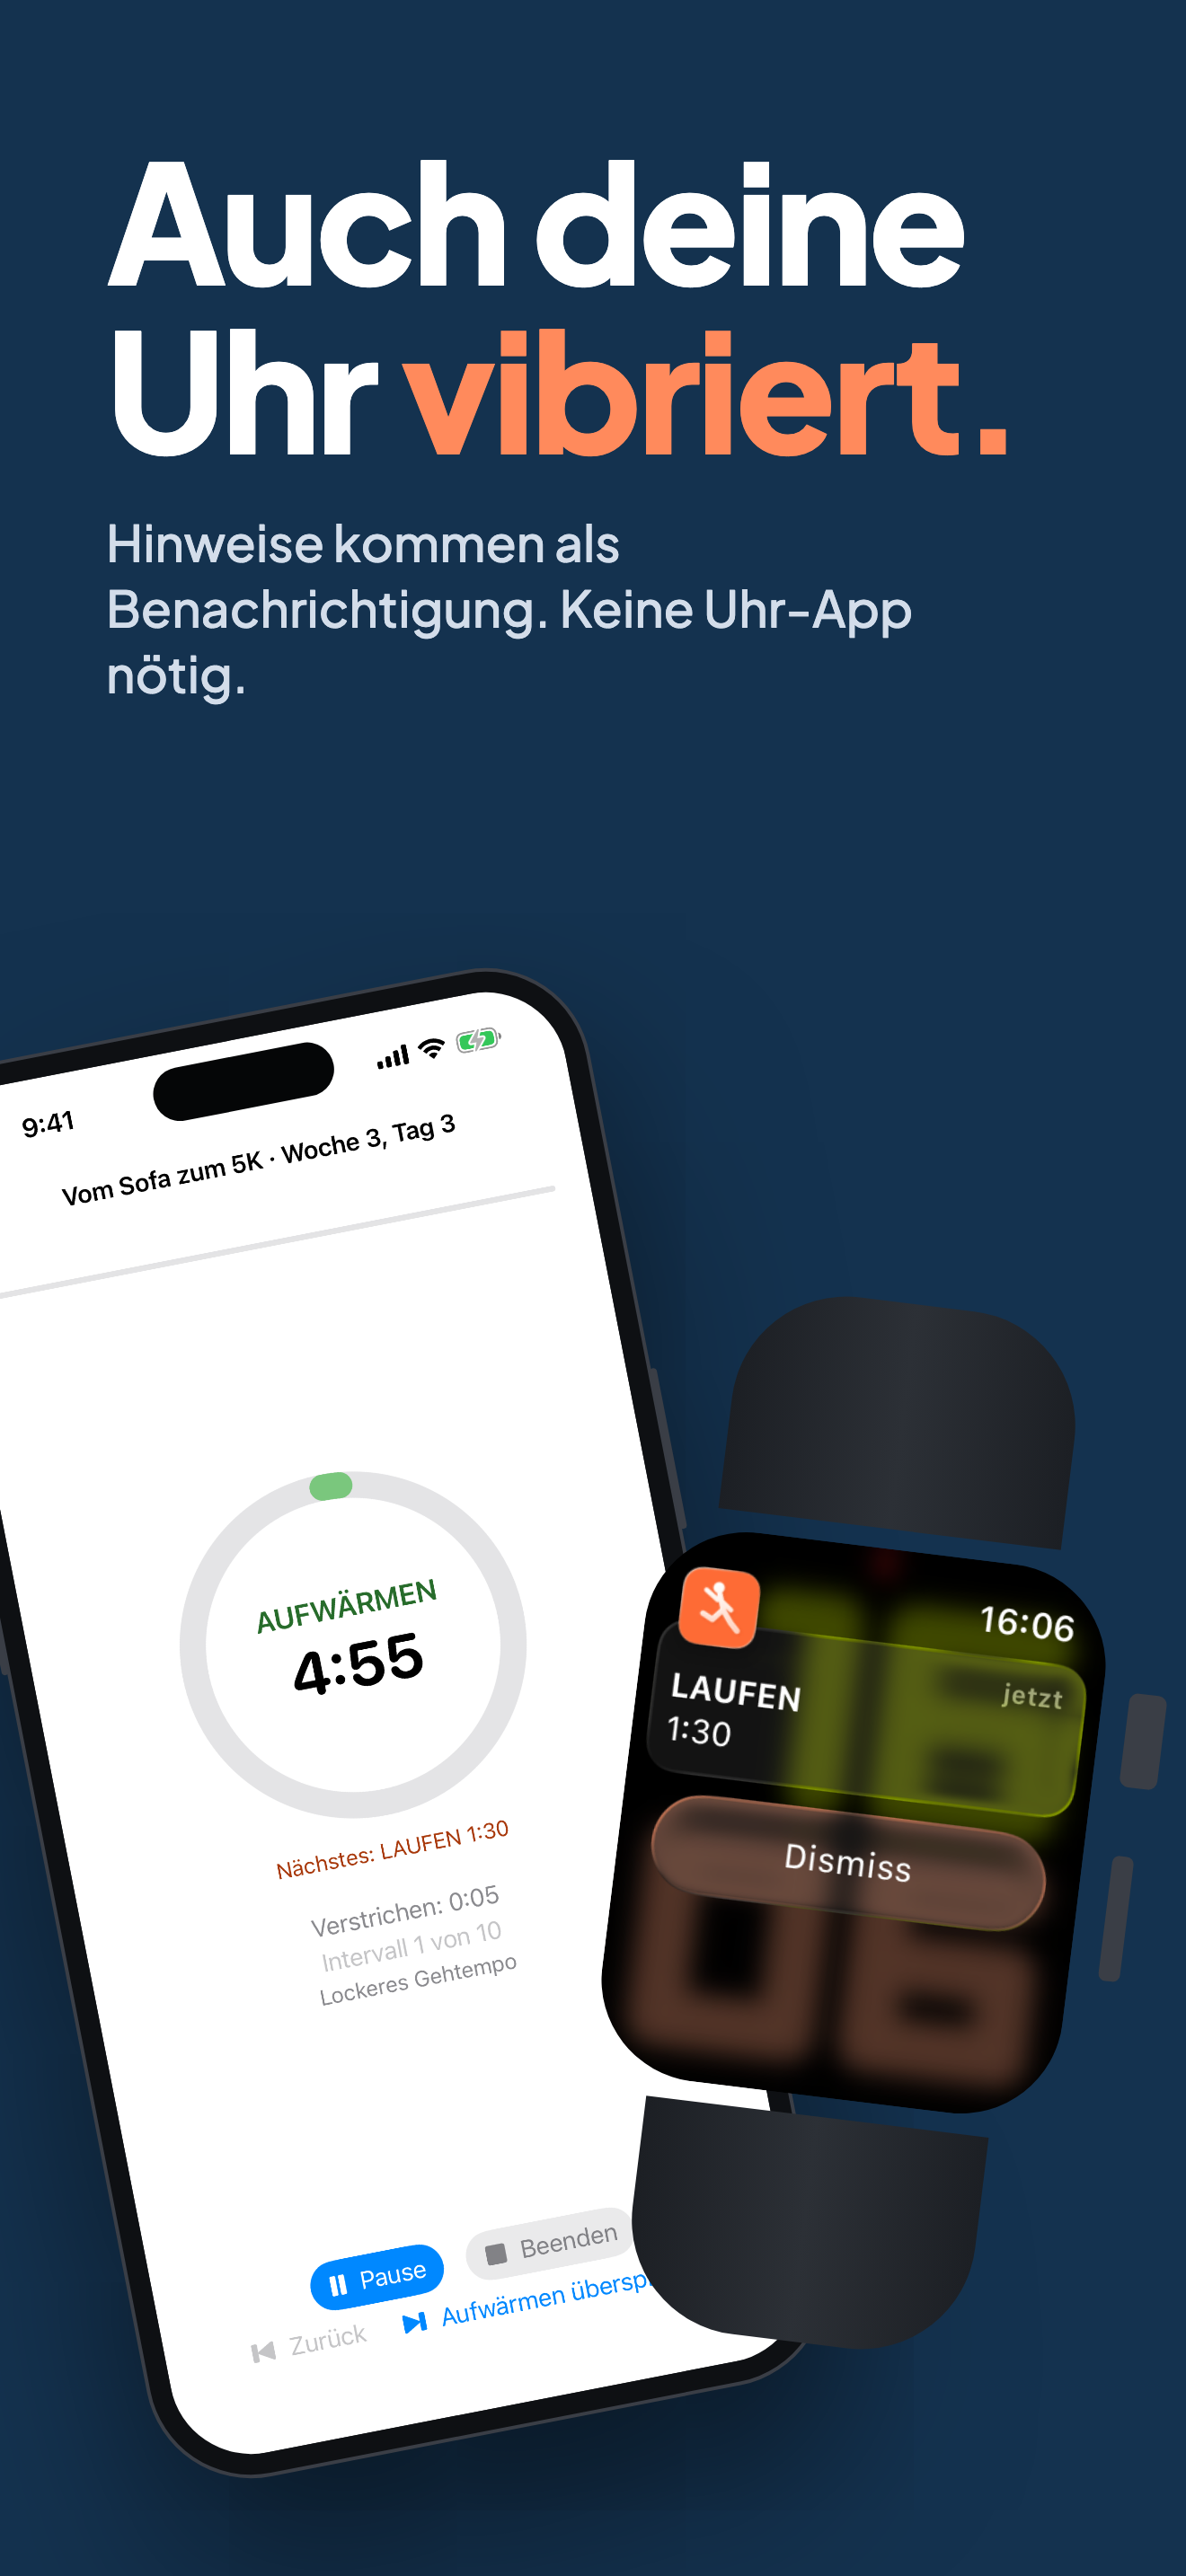 Auch deine
Uhr vibriert.
Hinweise kommen als
Benachrichtigung. Keine Uhr-App
nötig.
9:41
Vom Sofa zum 5K · Woche 3, Tag 3
AUFWÄRMEN
4:55
Nächstes: LAUFEN 1:30
Verstrichen: 0:05
Intervall 1 von 10
Lockeres Gehtempo
Pause
Beenden
Zurück
Aufwärmen
16:06
LAUFEN
jetzt
1:30
Dismiss